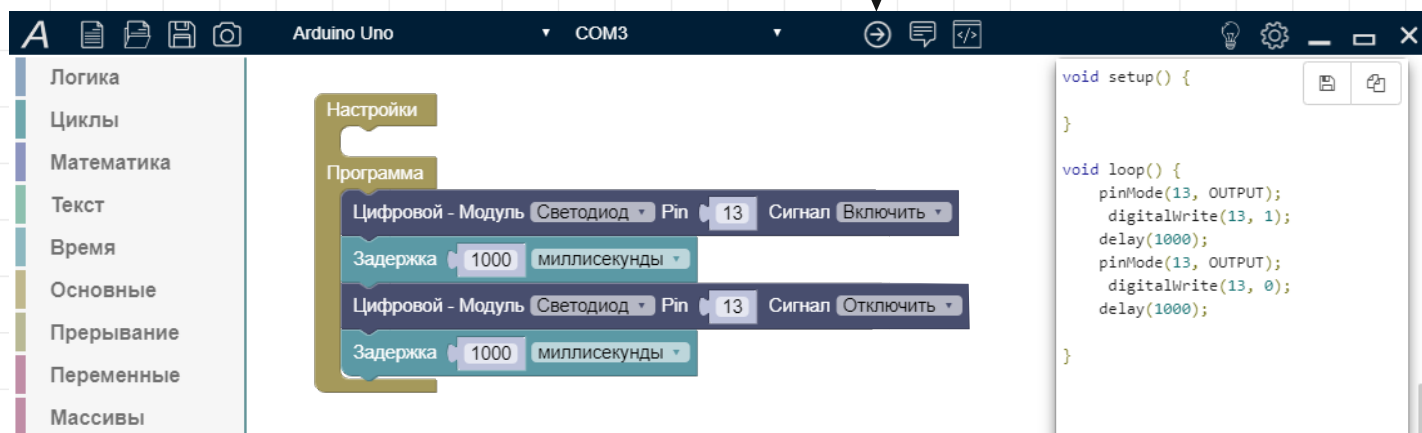 A Arduino Uno COM3
Логика
Циклы
Математика
Текст
Время
Основные
Прерывание
Переменные
Массивы
Настройки
Программа
Цифровой - Модуль Светодиод Pin 13 Сигнал Включить
Задержка 1000 миллисекунды
Цифровой - Модуль Светодиод Pin 13 Сигнал Отключить
Задержка 1000 миллисекунды
void setup() {
}
void loop() {
pinMode(13, OUTPUT);
digitalWrite(13, 1);
delay(1000);
pinMode(13, OUTPUT);
digitalWrite(13, 0);
delay(1000);
}